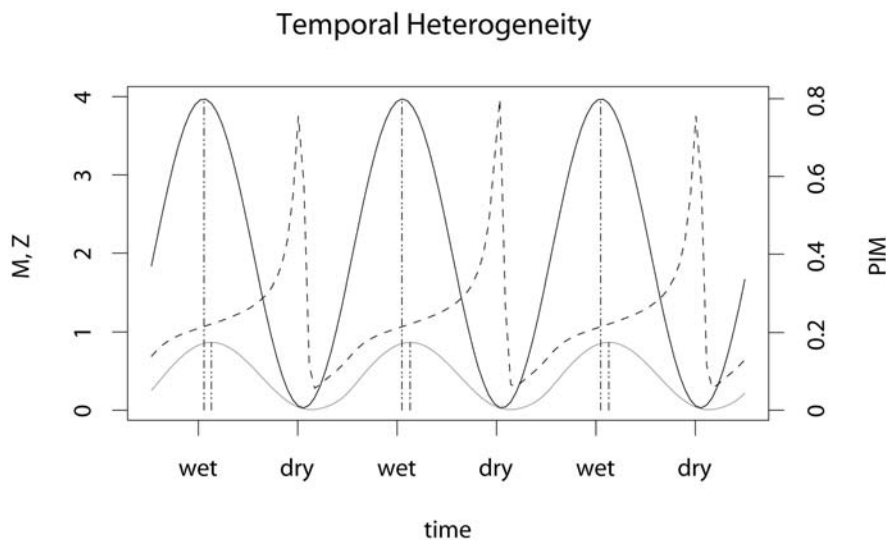 Temporal Heterogeneity
4
3
2
1
0
M, Z
0.8
0.6
0.4
0.2
0
PIM
wet dry wet dry wet dry
time